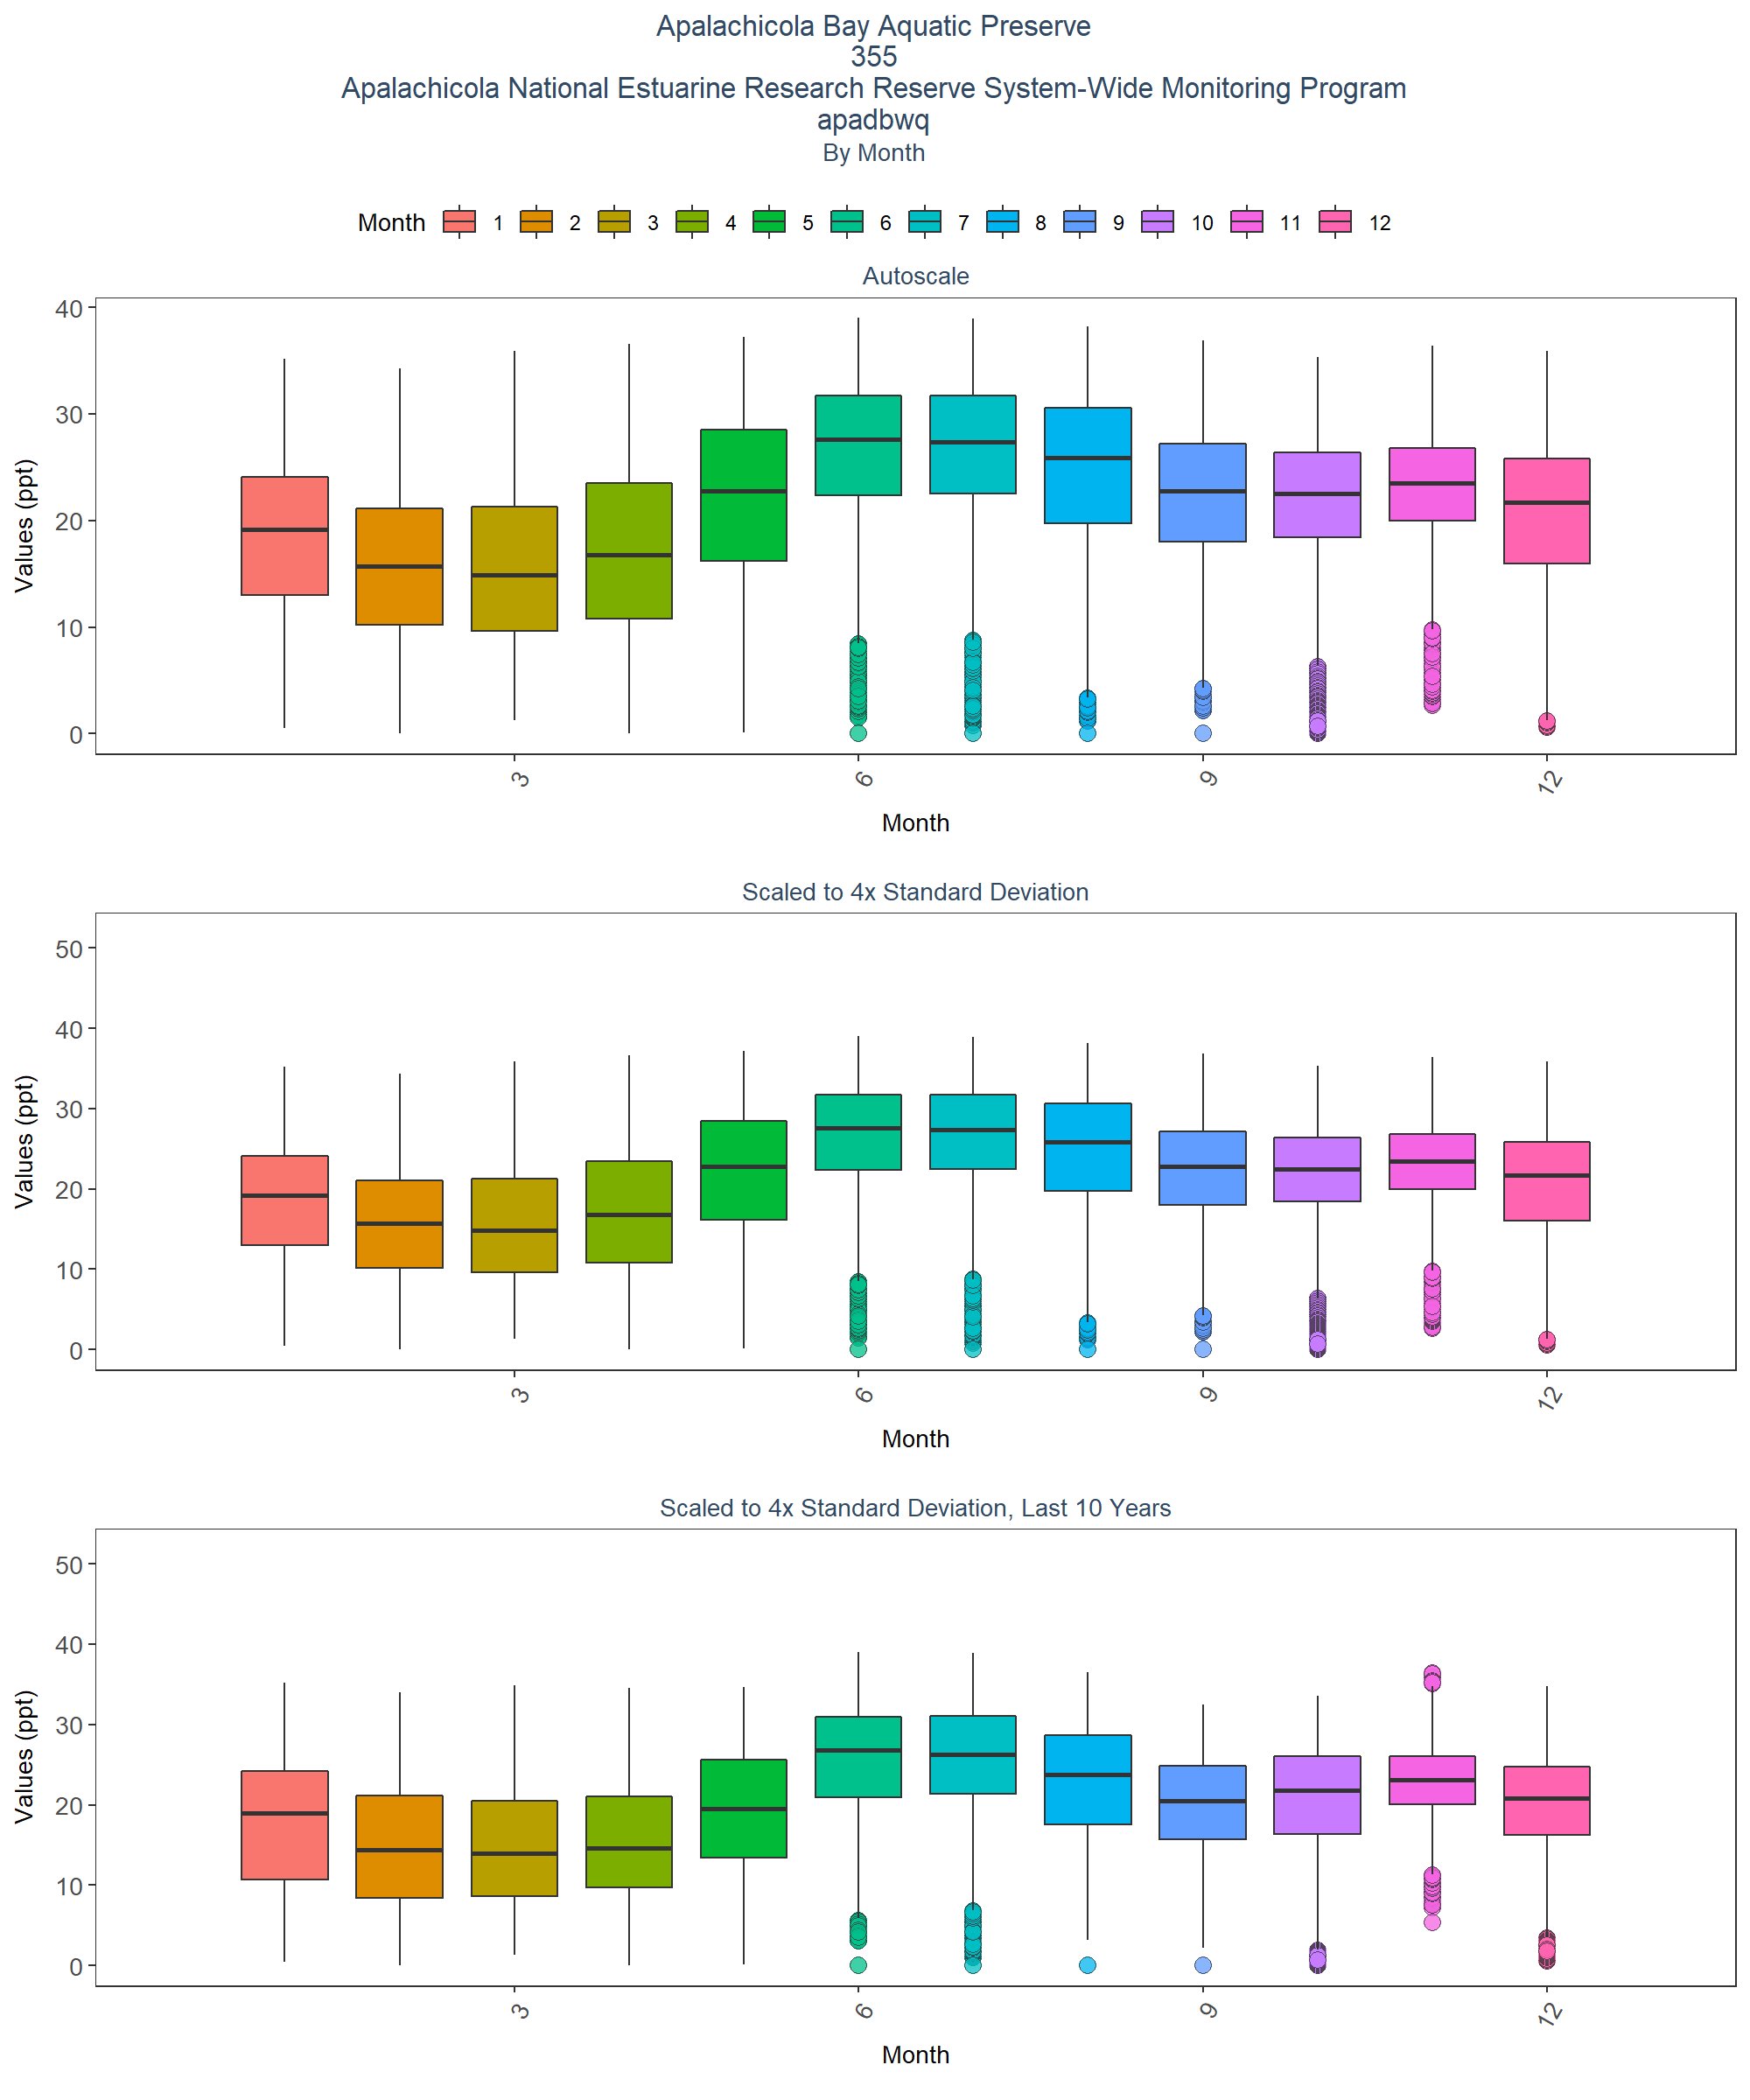 Apalachicola Bay Aquatic Preserve
355
Apalachicola National Estuarine Research Reserve System-Wide Monitoring Program
apadbwq
By Month
Month 1 2 3 4 5 6 7 8 9 10 11 12
Autoscale
40
30
20
10
0
Values (ppt)
3 6 9 12
Month
Scaled to 4x Standard Deviation
50
40
30
20
10
0
Values (ppt)
3 6 9 12
Month
Scaled to 4x Standard Deviation, Last 10 Years
50
40
30
20
10
0
Values (ppt)
3 6 9 12
Month